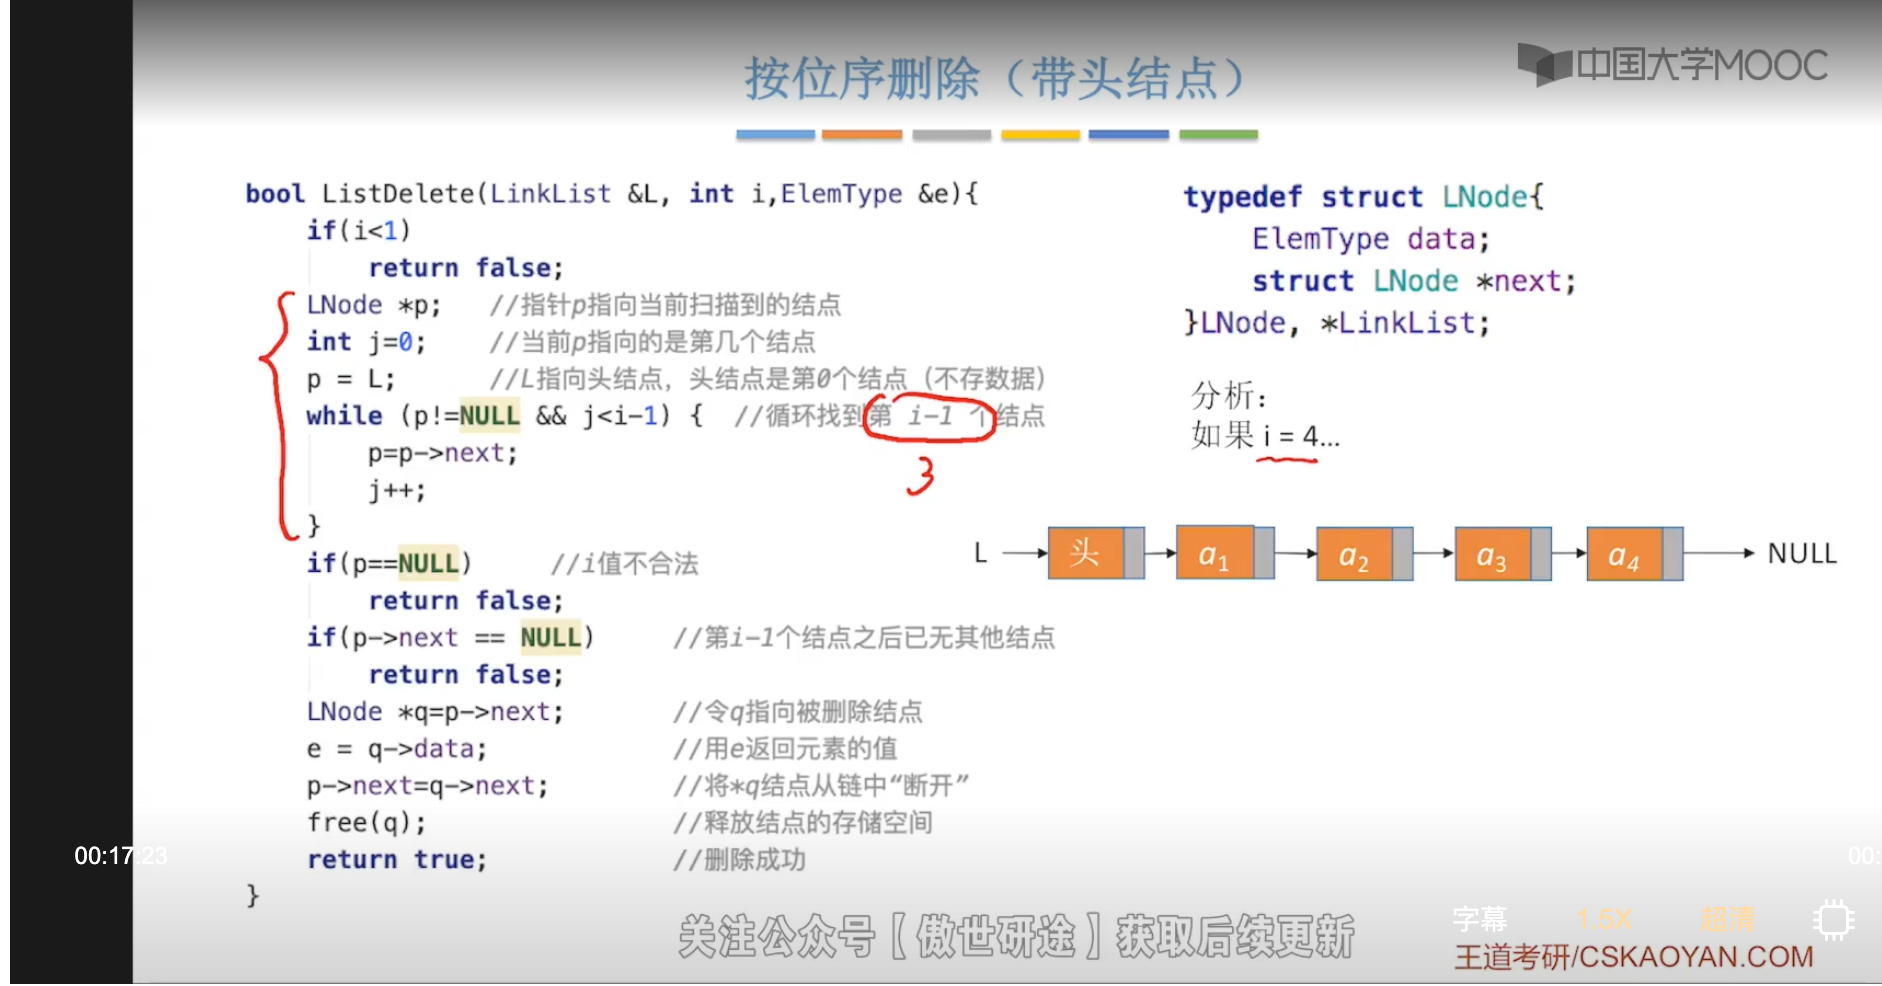 中国大学MOOC
按位序删除（带头结点）
bool ListDelete(LinkList &L, int i,ElemType &e){
if(i<1)
return false;
LNode *p; //指针p指向当前扫描到的结点
int j=0; //当前p指向的是第几个结点
p = L; //L指向头结点，头结点是第0个结点（不存数据）
while (p!=NULL && j<i-1) { //循环找到第 i-1 个结点
p=p->next;
3
j++;
}
if(p==NULL) //i值不合法
return false;
if(p->next == NULL) //第i-1个结点之后已无其他结点
return false;
LNode *q=p->next; //令q指向被删除结点
e = q->data; //用e返回元素的值
p->next=q->next; //将*q结点从链中“断开”
free(q); //释放结点的存储空间
return true; //删除成功
}
typedef struct LNode{
ElemType data;
struct LNode *next;
}LNode, *LinkList;
分析：
如果 i = 4...
L 头 a1 a2 a3 a4 NULL
00:17:23
00:
关注公众号【傲世研途】获取后续更新
字幕 1.5X 超清
王道考研/CSKAOYAN.COM